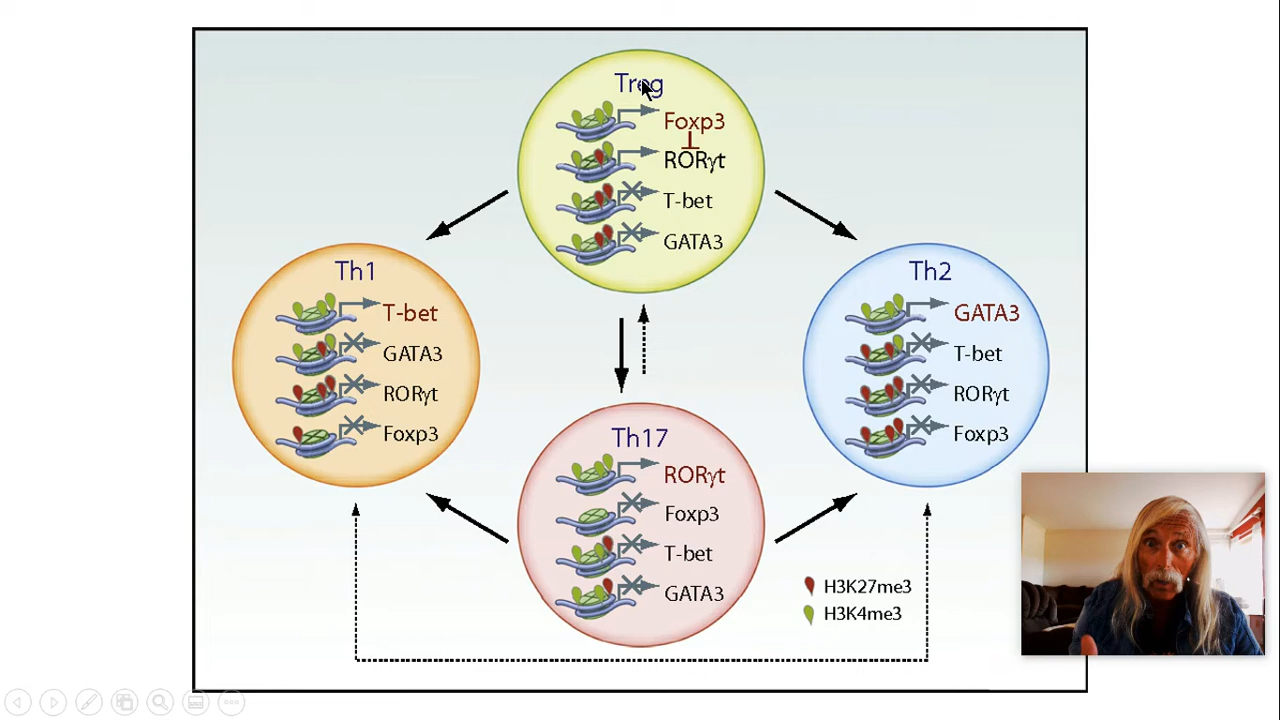 Treg
Foxp3
RORγt
T-bet
GATA3
Th1
T-bet
GATA3
RORγt
Foxp3
Th2
GATA3
T-bet
RORγt
Foxp3
Th17
RORγt
Foxp3
T-bet
GATA3
H3K27me3
H3K4me3